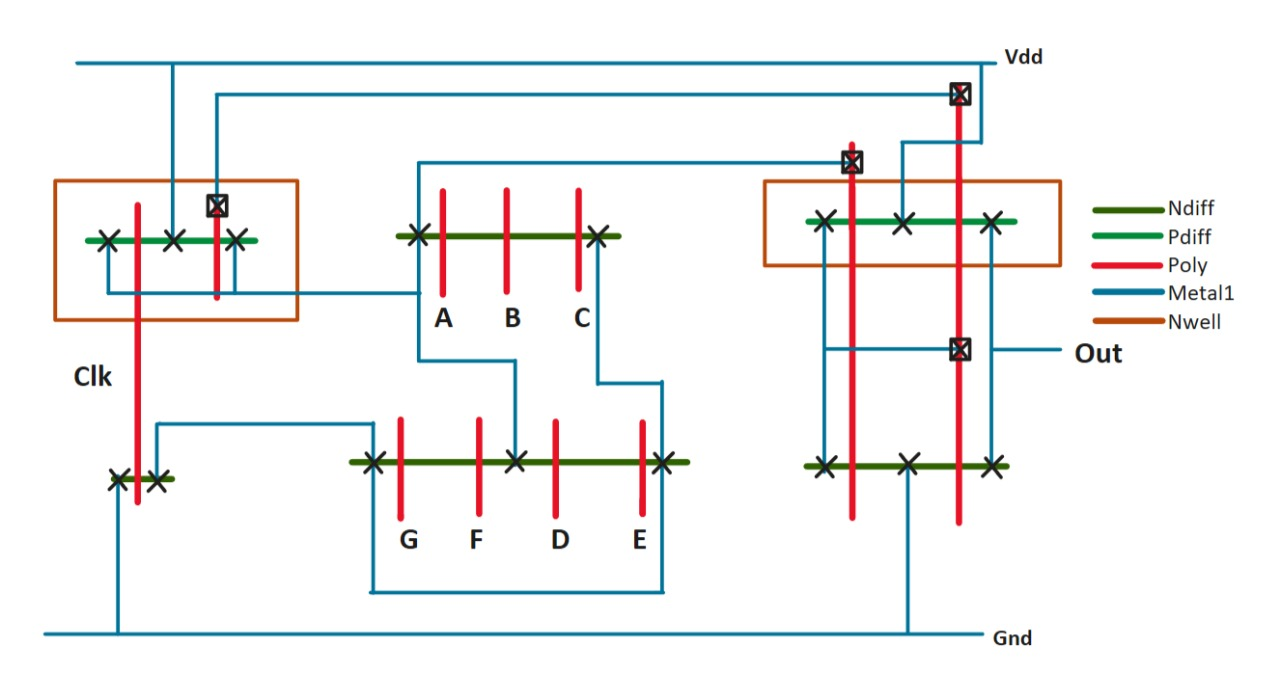 Vdd
Ndiff
Pdiff
Poly
Metal1
Nwell
A B C
Out
Clk
G F D E
Gnd